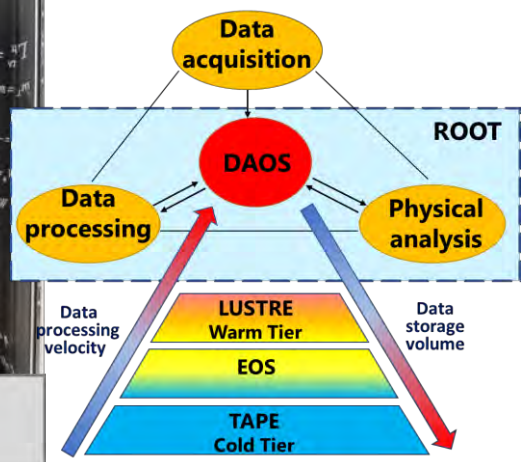 Data
acquisition
ROOT
DAOS
Data
processing
Physical
analysis
Data
processing
velocity
LUSTRE
Warm Tier
Data
storage
volume
EOS
TAPE
Cold Tier